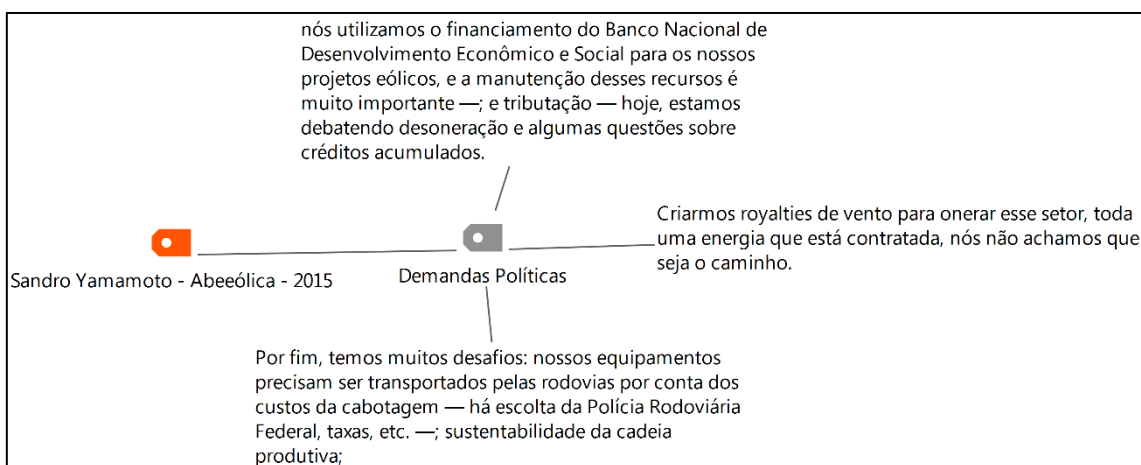 nós utilizamos o financiamento do Banco Nacional de
Desenvolvimento Econômico e Social para os nossos
projetos eólicos, e a manutenção desses recursos é
muito importante —; e tributação — hoje, estamos
debatendo desoneração e algumas questões sobre
créditos acumulados.
Criarmos royalties de vento para onerar esse setor, toda
uma energia que está contratada, nós não achamos que
seja o caminho.
Sandro Yamamoto - Abeeólica - 2015
Demandas Políticas
Por fim, temos muitos desafios: nossos equipamentos
precisam ser transportados pelas rodovias por conta dos
custos da cabotagem — há escolta da Polícia Rodoviária
Federal, taxas, etc. —; sustentabilidade da cadeia
produtiva;